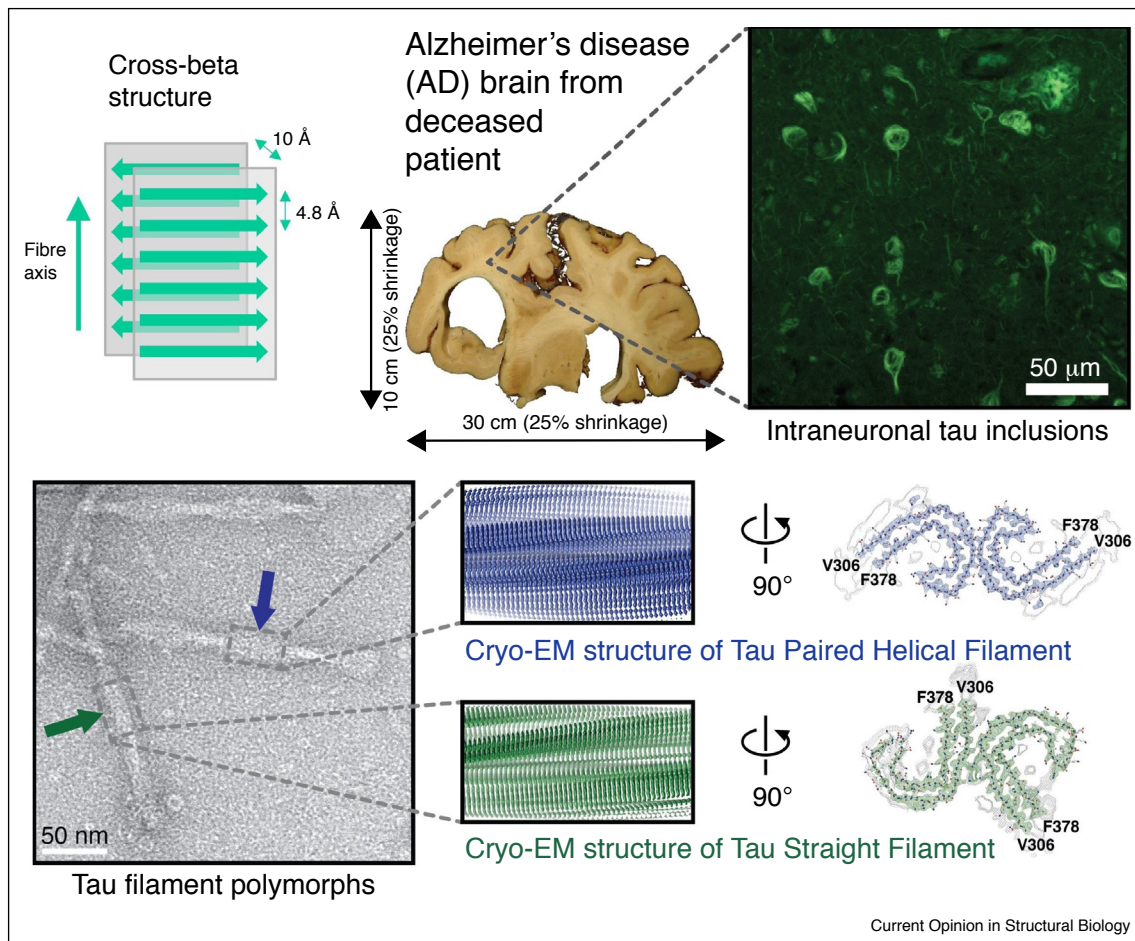 Cross-beta
structure
10 Å
4.8 Å
Fibre
axis
Alzheimer's disease
(AD) brain from
deceased
patient
10 cm (25% shrinkage)
30 cm (25% shrinkage)
50 μm
Intraneuronal tau inclusions
50 nm
Tau filament polymorphs
90°
F378
V306
V306
F378
Cryo-EM structure of Tau Paired Helical Filament
90°
F378
V306
F378
V306
Cryo-EM structure of Tau Straight Filament
Current Opinion in Structural Biology